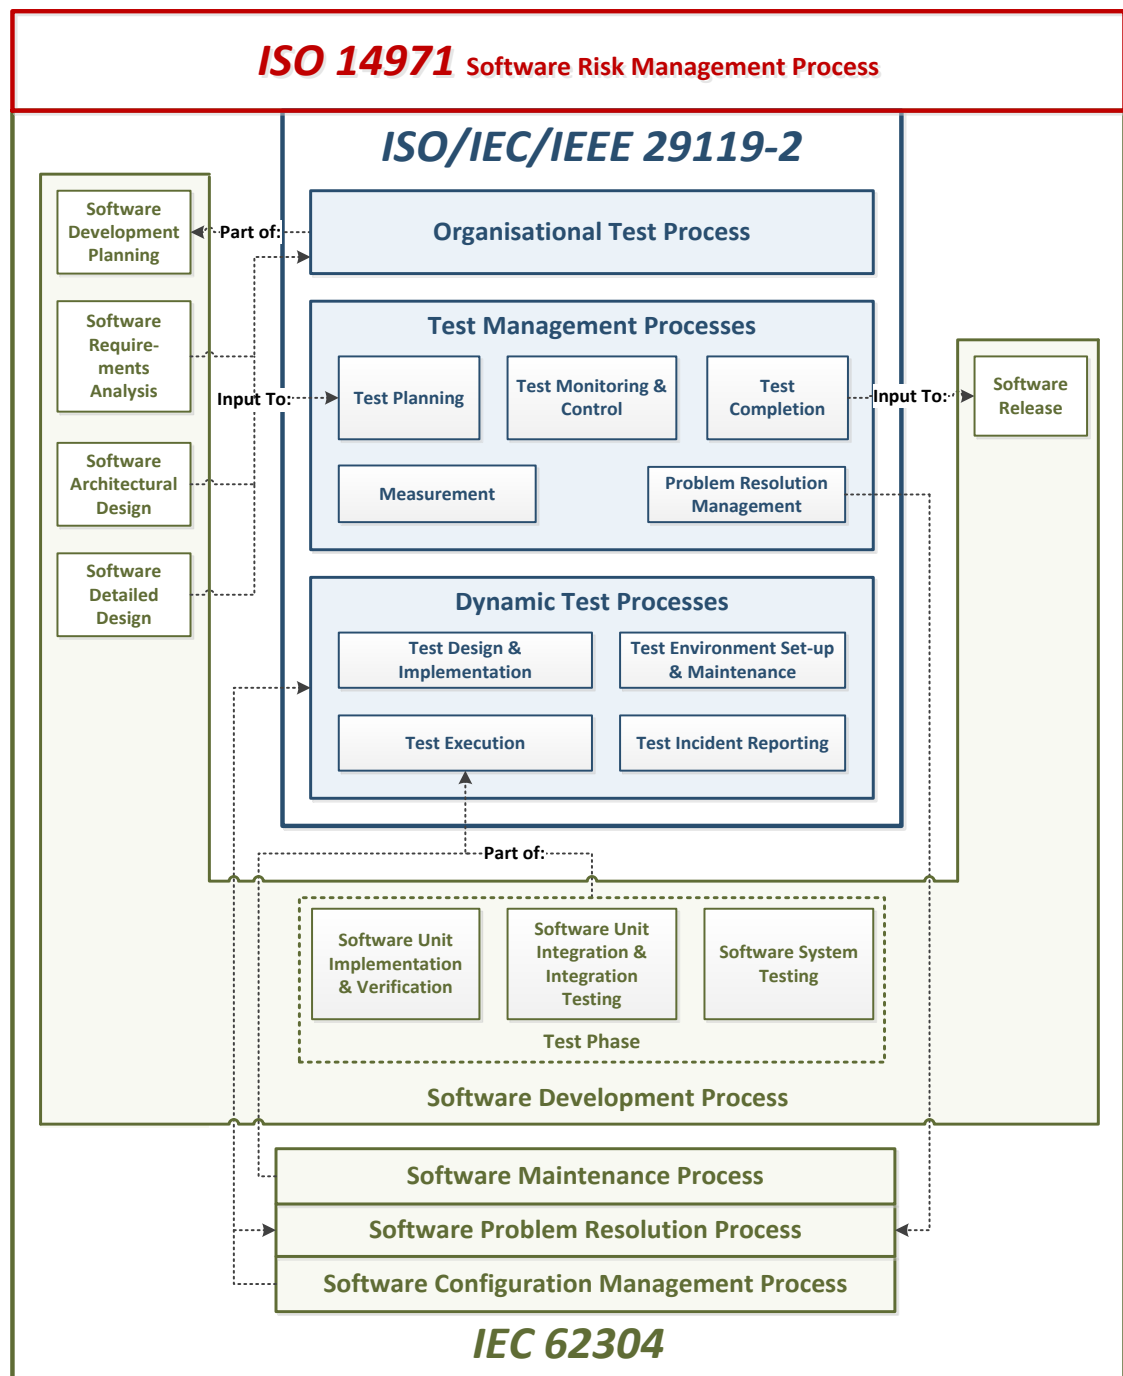 ISO 14971 Software Risk Management Process
ISO/IEC/IEEE 29119-2
Software
Development
Planning
Part of:
Organisational Test Process
Software
Require-
ments
Analysis
Input To:
Test Management Processes
Test Planning
Test Monitoring &
Control
Test
Completion
Input To:
Software
Release
Measurement
Problem Resolution
Management
Software
Architectural
Design
Software
Detailed
Design
Dynamic Test Processes
Test Design &
Implementation
Test Environment Set-up
& Maintenance
Test Execution
Test Incident Reporting
Part of:
Software Unit
Implementation
& Verification
Software Unit
Integration &
Integration
Testing
Software System
Testing
Test Phase
Software Development Process
Software Maintenance Process
Software Problem Resolution Process
Software Configuration Management Process
IEC 62304